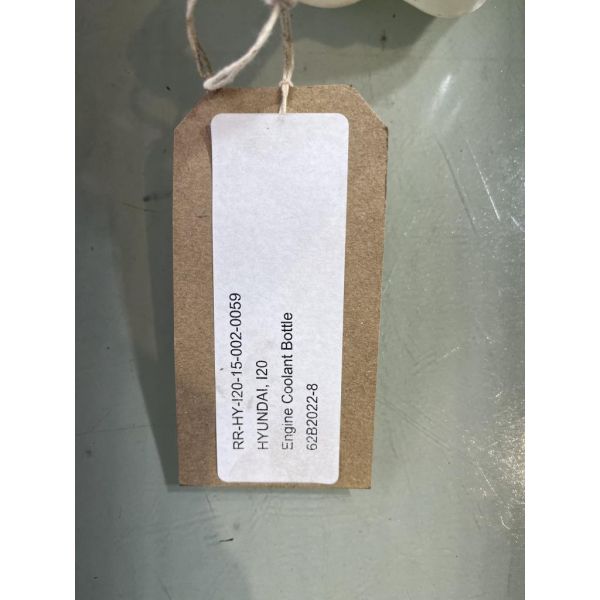 RR-HY-I20-15-002-0059
HYUNDAI, I20
Engine Coolant Bottle
62B2022-8